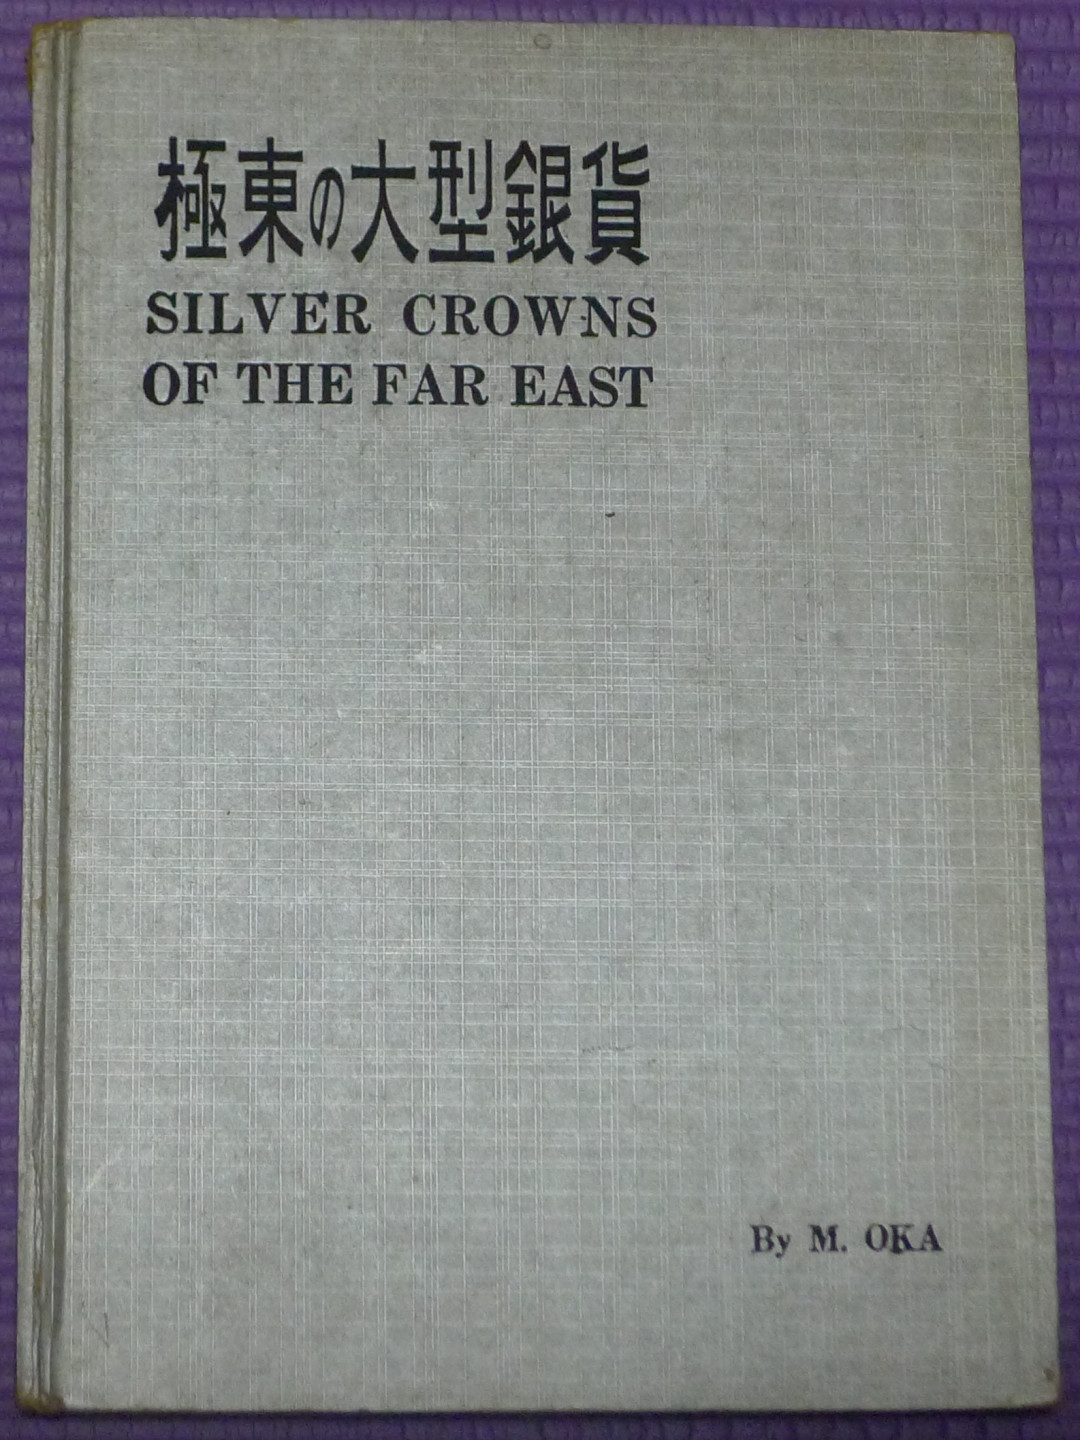 極東の大型銀貨
SILVER CROWNS
OF THE FAR EAST
By M. OKA